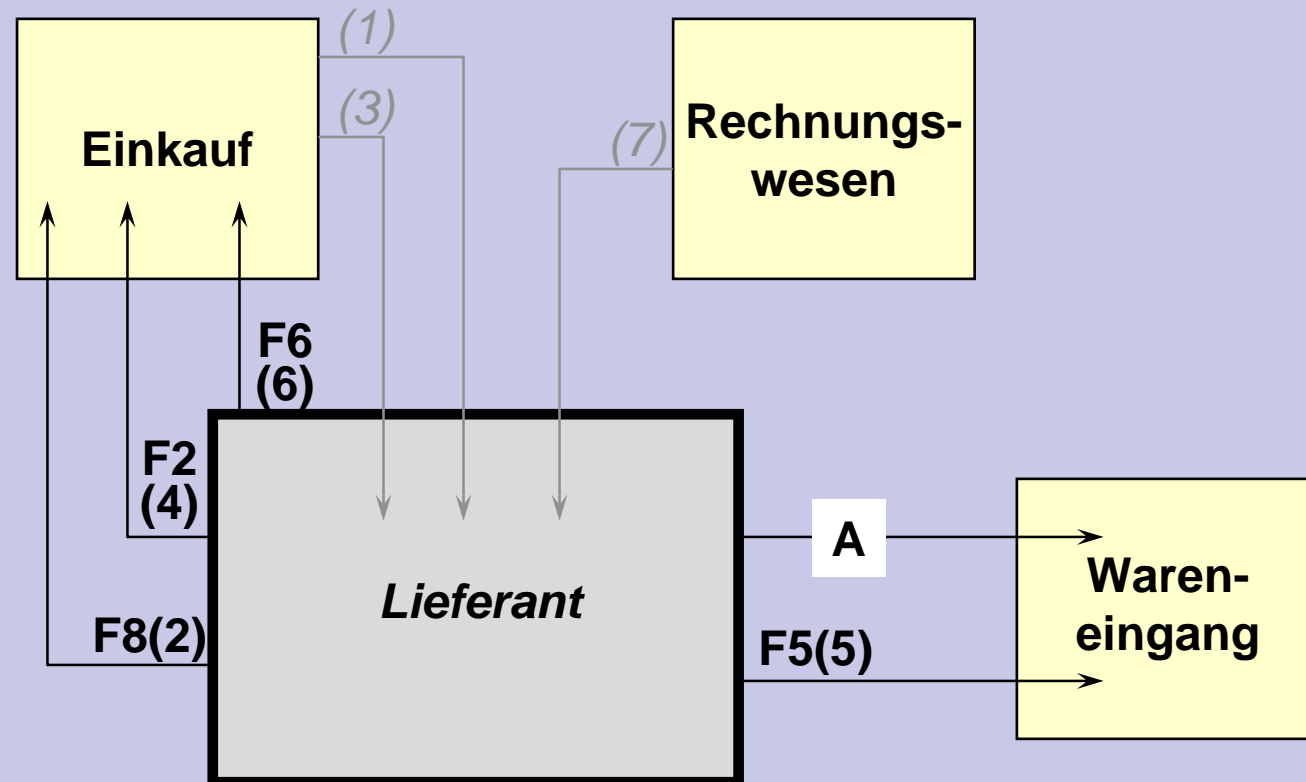 (1)
(3)
Einkauf
Rechnungs-
wesen
(7)
F6
(6)
F2
(4)
F8(2)
Lieferant
A
F5(5)
Waren-
eingang